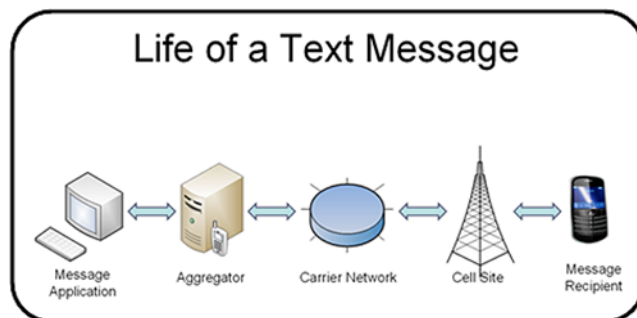 Life of a Text Message
Message
Application
Aggregator
Carrier Network
Cell Site
Message
Recipient